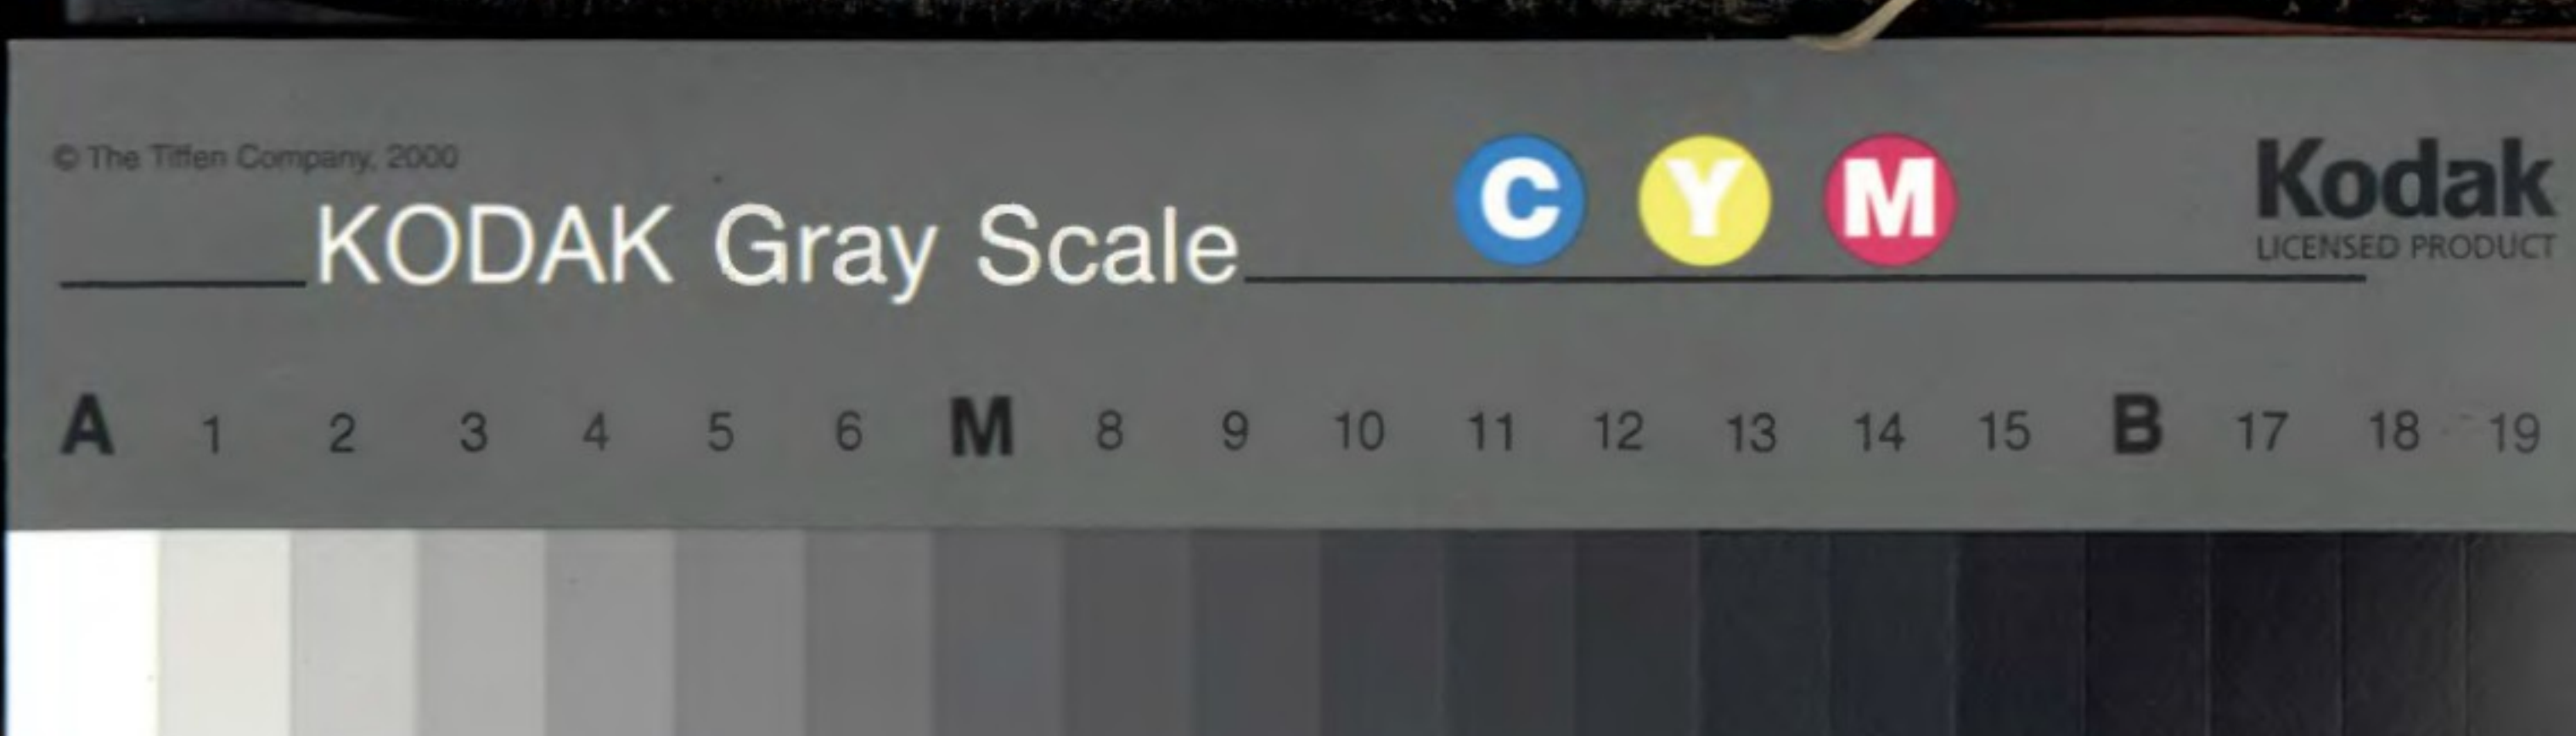 © The Tiffen Company, 2000
KODAK Gray Scale
C Y M
Kodak
LICENSED PRODUCT
A 1 2 3 4 5 6 M 8 9 10 11 12 13 14 15 B 17 18 19